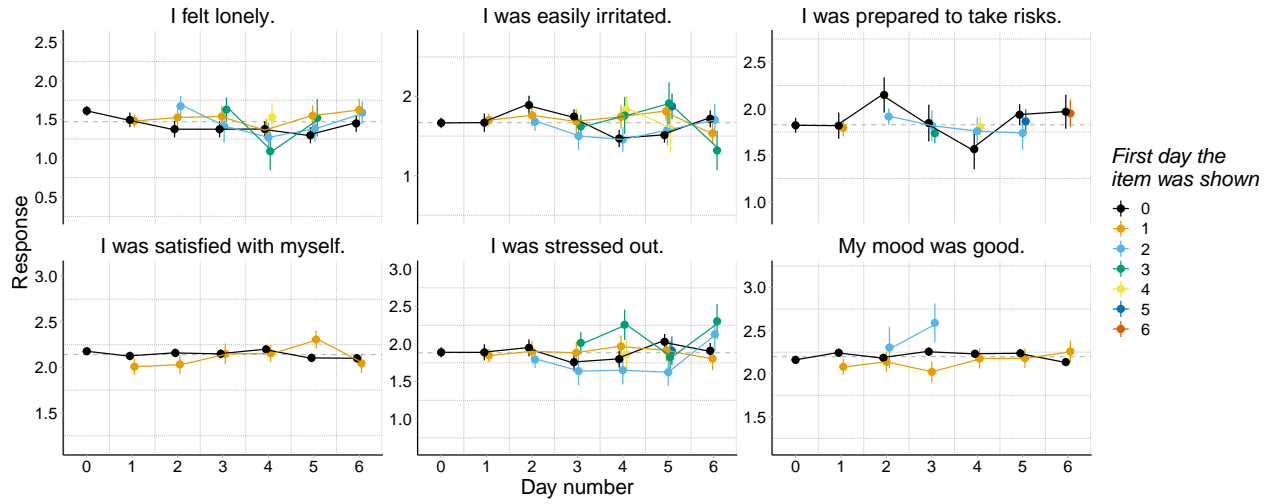 I felt lonely.
I was easily irritated.
I was prepared to take risks.
2.5
2.0
1.5
1.0
0.5
2
1
2.5
2.0
1.5
1.0
Response
I was satisfied with myself.
I was stressed out.
My mood was good.
3.0
2.5
2.0
1.5
3.0
2.5
2.0
1.5
1.0
3.0
2.5
2.0
1.5
0 1 2 3 4 5 6
0 1 2 3 4 5 6
0 1 2 3 4 5 6
Day number
First day the
item was shown
0
1
2
3
4
5
6